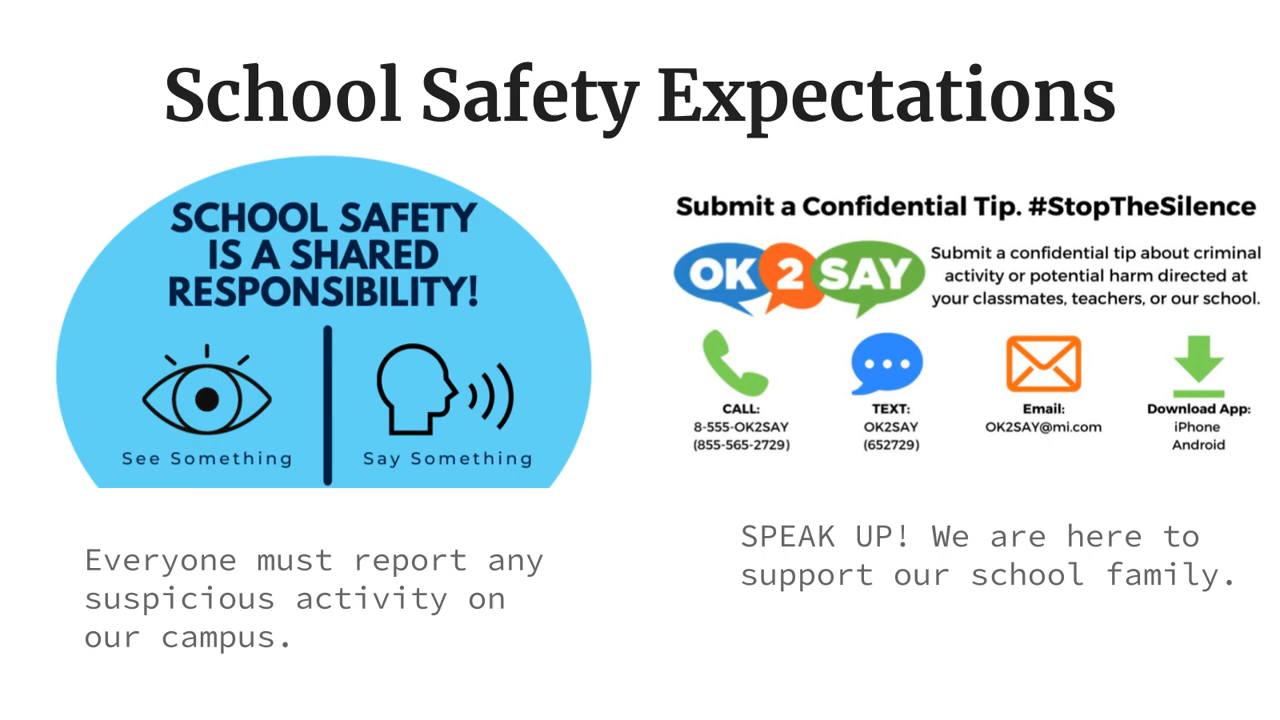 School Safety Expectations
SCHOOL SAFETY
IS A SHARED
RESPONSIBILITY!
See Something
Say Something
Everyone must report any
suspicious activity on
our campus.
Submit a Confidential Tip. #StopTheSilence
OK 2 SAY
Submit a confidential tip about criminal
activity or potential harm directed at
your classmates, teachers, or our school.
CALL:
8-555-OK2SAY
(855-565-2729)
TEXT:
OK2SAY
(652729)
Email:
OK2SAY@mi.com
Download App:
iPhone
Android
SPEAK UP! We are here to
support our school family.